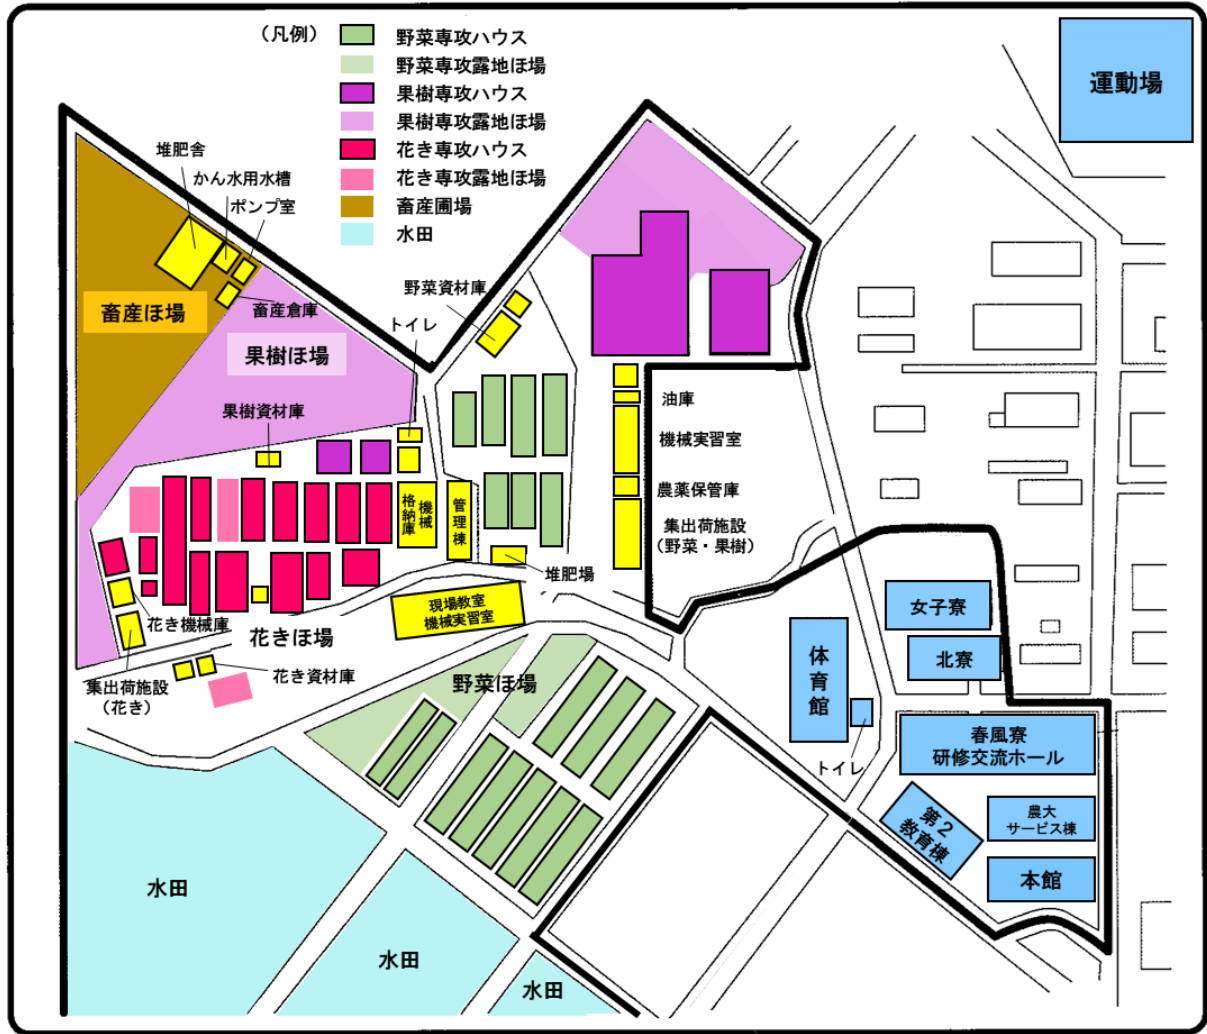 （凡例）
野菜専攻ハウス
野菜専攻露地ほ場
果樹専攻ハウス
果樹専攻露地ほ場
花き専攻ハウス
花き専攻露地ほ場
畜産圃場
水田
運動場
堆肥舎
かん水用水槽
ポンプ室
畜産倉庫
畜産ほ場
果樹ほ場
野菜資材庫
トイレ
果樹資材庫
油庫
機械実習室
農薬保管庫
集出荷施設
（野菜・果樹）
機械
格納庫
管理棟
堆肥場
現場教室
機械実習室
花き機械庫
花きほ場
集出荷施設
（花き）
花き資材庫
野菜ほ場
女子寮
北寮
体育館
トイレ
春風寮
研修交流ホール
第２
教育棟
農大
サービス棟
本館
水田
水田
水田